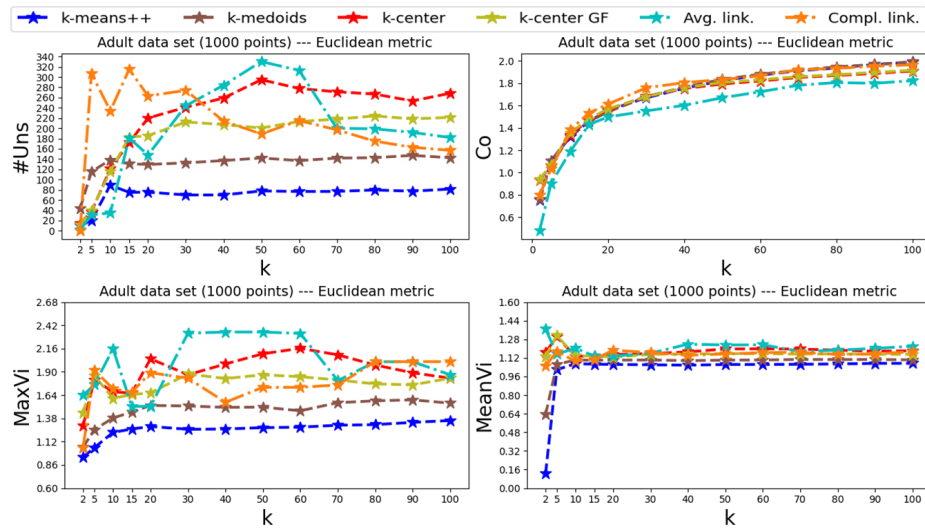 k-means++ k-medoids k-center k-center GF Avg. link. Compl. link.
Adult data set (1000 points) --- Euclidean metric
#Uns
340
320
300
280
260
240
220
200
180
160
140
120
100
80
60
40
20
0
2 5 10 15 20 30 40 50 60 70 80 90 100
k
Adult data set (1000 points) --- Euclidean metric
Co
2.0
1.8
1.6
1.4
1.2
1.0
0.8
0.6
0 20 40 60 80 100
k
Adult data set (1000 points) --- Euclidean metric
MaxVi
2.68
2.42
2.16
1.90
1.64
1.38
1.12
0.86
0.60
2 5 10 15 20 30 40 50 60 70 80 90 100
k
Adult data set (1000 points) --- Euclidean metric
MeanVi
1.60
1.44
1.28
1.12
0.96
0.80
0.64
0.48
0.32
0.16
0.00
2 5 10 15 20 30 40 50 60 70 80 90 100
k